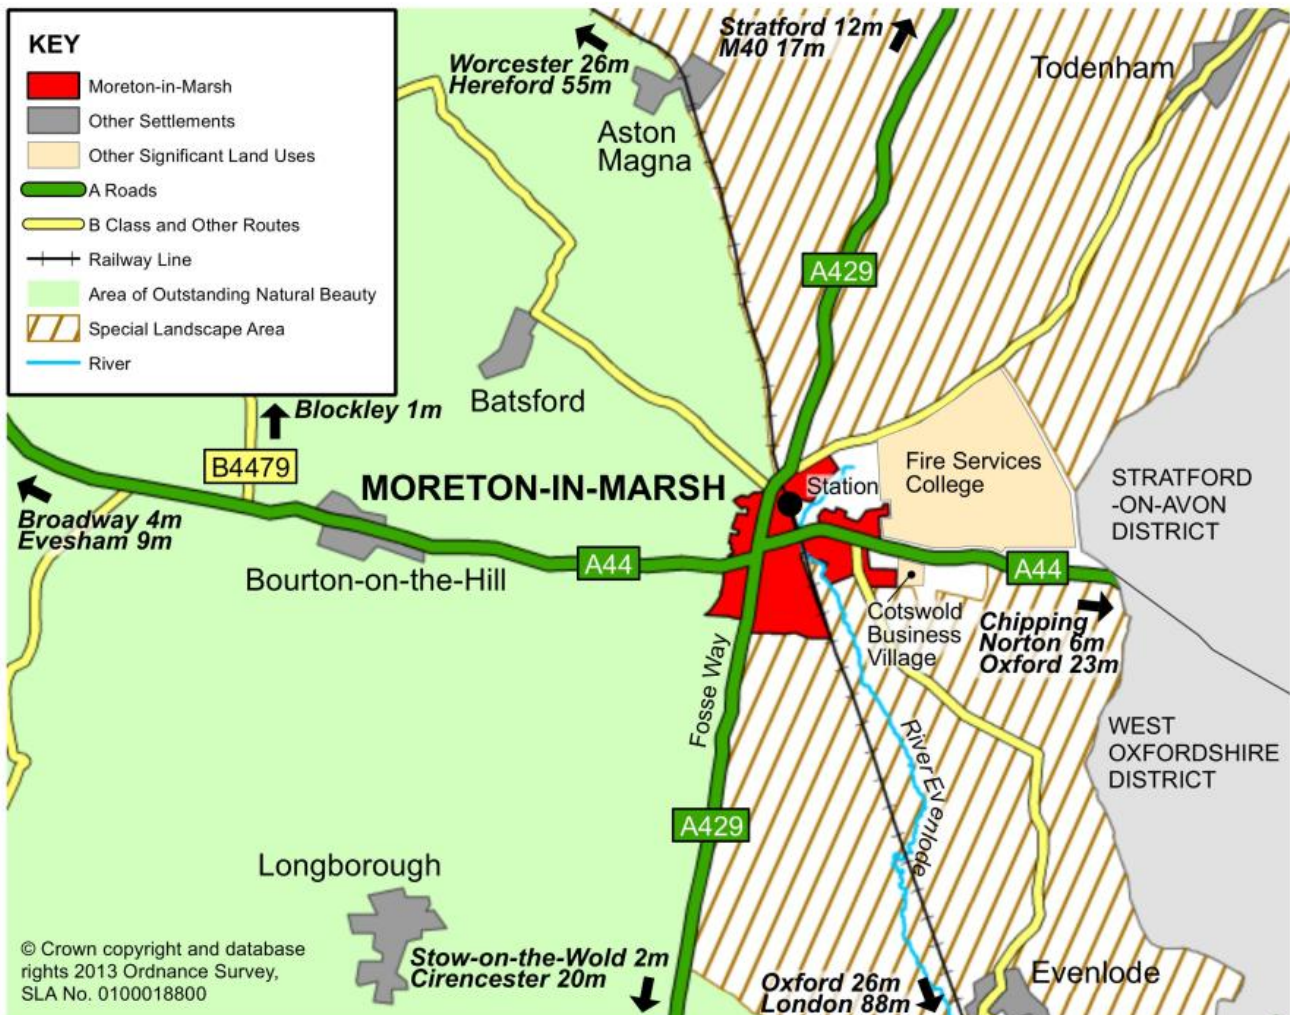 KEY
Moreton-in-Marsh
Other Settlements
Other Significant Land Uses
A Roads
B Class and Other Routes
Railway Line
Area of Outstanding Natural Beauty
Special Landscape Area
River
Worcester 26m
Hereford 55m
Stratford 12m
M40 17m
Todenham
Aston
Magna
A429
Batsford
Blockley 1m
B4479
MORETON-IN-MARSH
Station
Fire Services
College
STRATFORD
-ON-AVON
DISTRICT
Broadway 4m
Evesham 9m
Bourton-on-the-Hill
A44
A44
Cotswold
Business
Village
Chipping
Norton 6m
Oxford 23m
Fosse Way
River Evenlode
WEST
OXFORDSHIRE
DISTRICT
A429
Longborough
© Crown copyright and database
rights 2013 Ordnance Survey,
SLA No. 0100018800
Stow-on-the-Wold 2m
Cirencester 20m
Oxford 26m
London 88m
Evenlode